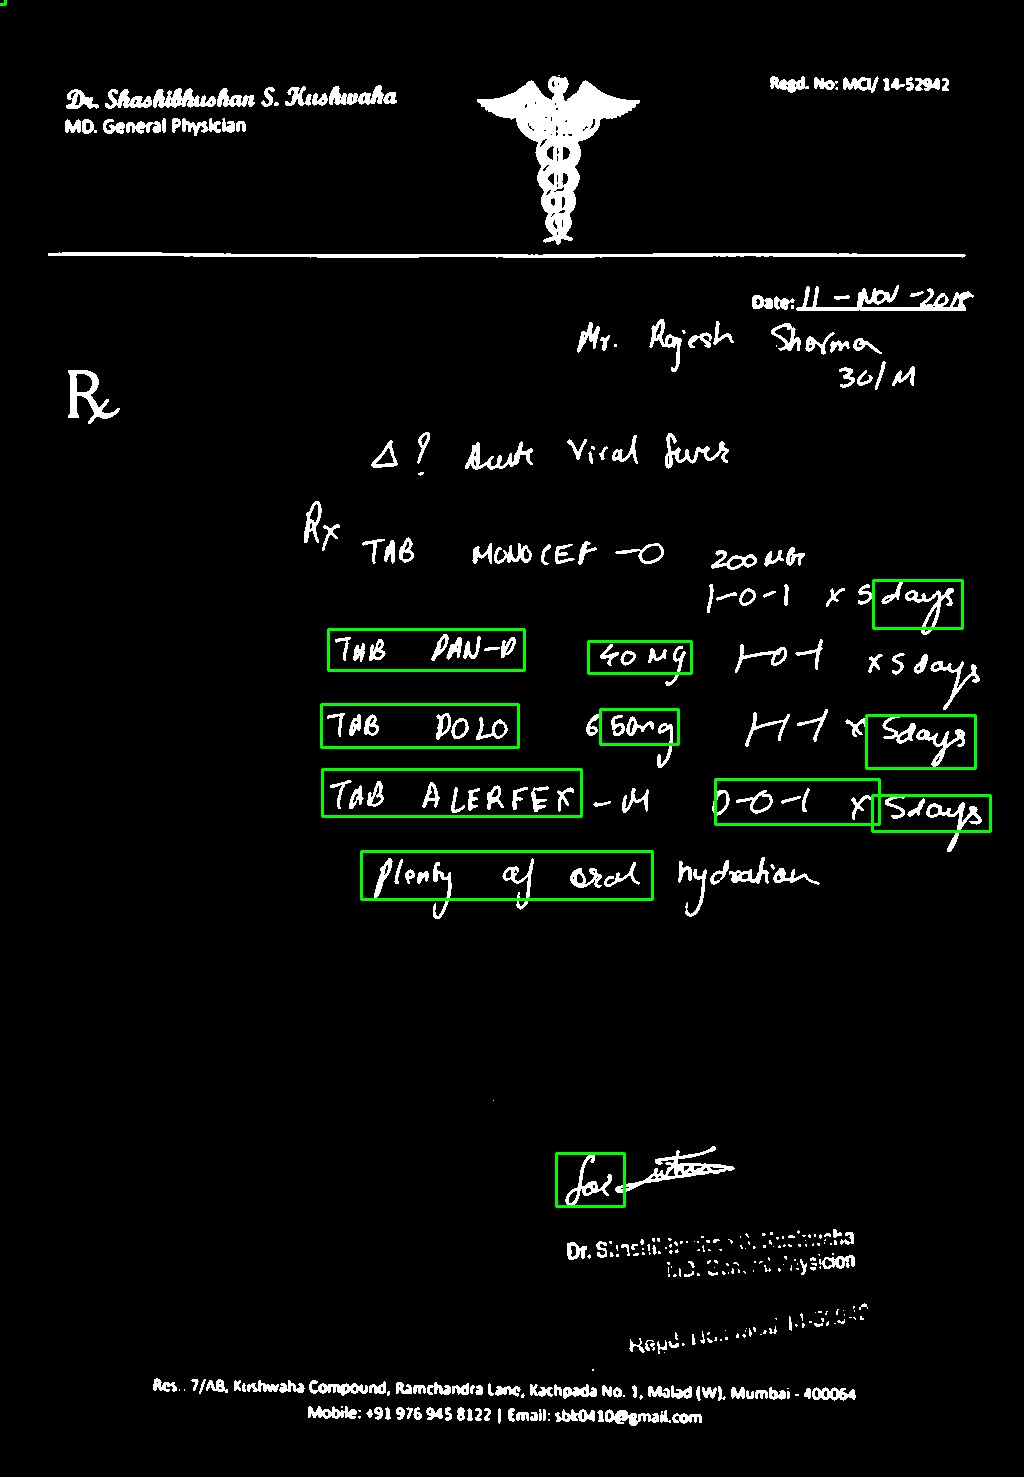 Dr. Shashibhushan S. Kushwaha
MD. General Physician
Regd. No: MCI/ 14-52942
Date: 11 - NOV - 2018
Mr. Rajesh Sharma
30/M
Rx
Δ? Acute Viral fever
Rx
TAB MONOCEF -O 200 MG
1-0-1 x 5 days
TAB PAN-D 40 MG 1-0-1 x 5 days
TAB DOLO 650mg 1-1-1 x 5days
TAB ALERFEX -M 0-0-1 x 5days
Plenty of oral hydration
Dr. Shashibhushan S. Kushwaha
MD. General Physicion
Regd. No: MCI/ 14-52942
Res.: 7/AB, Kushwaha Compound, Ramchandra Lane, Kachpada No. 1, Malad (W), Mumbai - 400064
Mobile: +91 976 945 8122 | Email: sbk0410@gmail.com